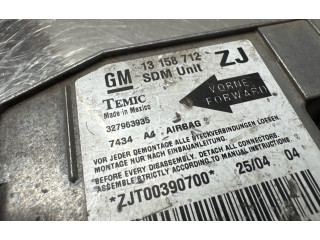 GM 13 158 712 ZJ
SDM Unit
TEMIC
Made in Mexico
VORNE
FORWARD
327963935
7434 A4 AIRBAG
VOR JEDER DEMONTAGE ALLE STECKVERBINDUNGEN LOESEN
MONTAGE NUR NACH EINBAUANLEITUNG.
BEFORE EVERY DISASSEMBLY, DETACH ALL CONNECTORS
ASSEMBLE STRICTLY ACCORDING TO MANUAL INSTRUCTIONS
*ZJT00390700* 25/04 04